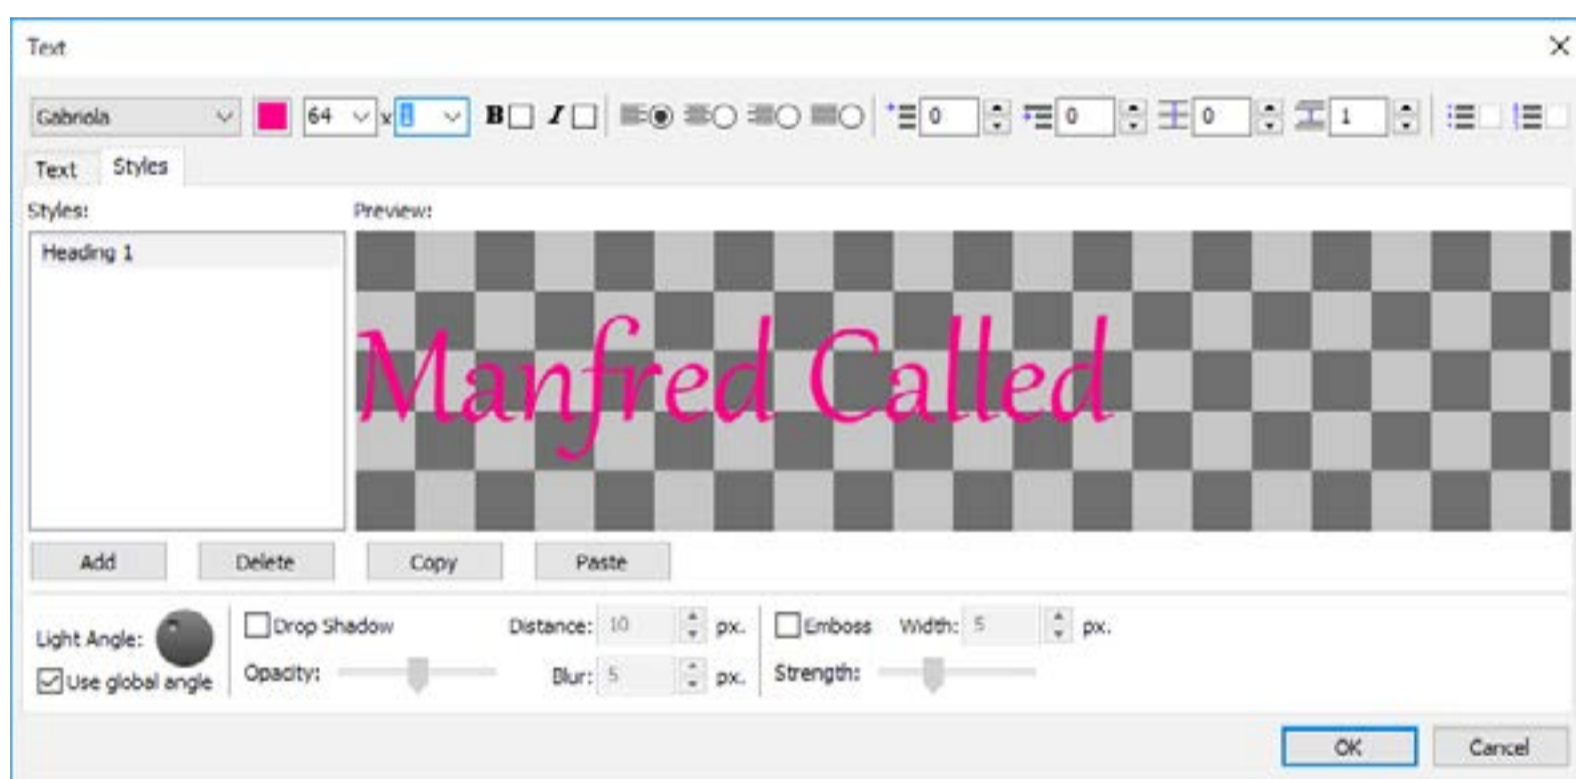 Text
Gabriola 64 x 1 B I 0 0 0 1
Text Styles
Styles: Preview:
Heading 1
Manfred Called
Add Delete Copy Paste
Light Angle: Drop Shadow Distance: 10 px. Emboss Width: 5 px.
Use global angle Opacity: Blur: 5 px. Strength:
OK Cancel